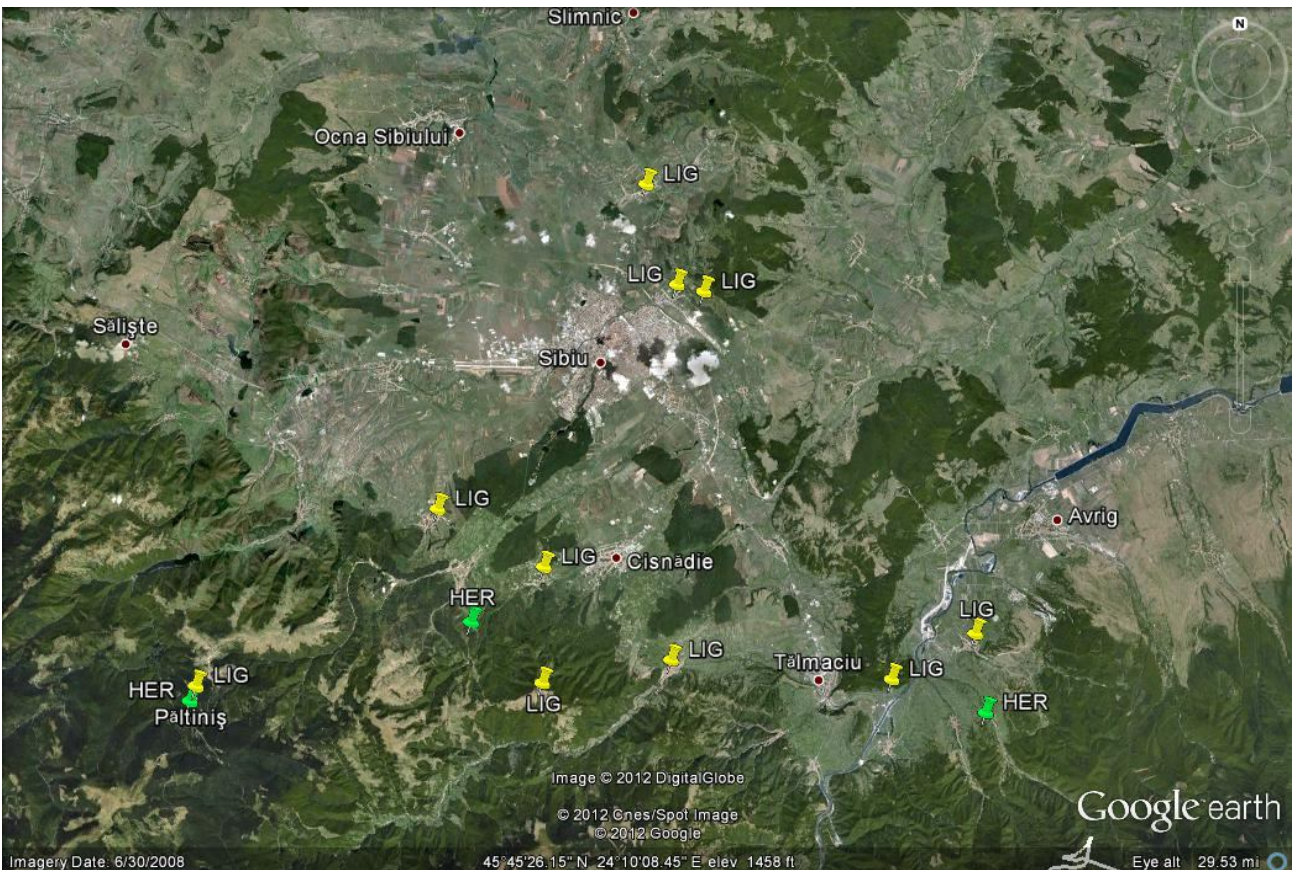 Slimnic
N
Ocna Sibiului
LIG
LIG
LIG
Sălişte
Sibiu
LIG
Avrig
LIG
Cisnădie
HER
LIG
LIG
Tălmaciu
LIG
LIG
HER
LIG
HER
Păltiniş
Image © 2012 DigitalGlobe
© 2012 Cnes/Spot Image
© 2012 Google
Google earth
Imagery Date: 6/30/2008
45°45'26.15" N 24°10'08.45" E elev 1458 ft
Eye alt 29.53 mi